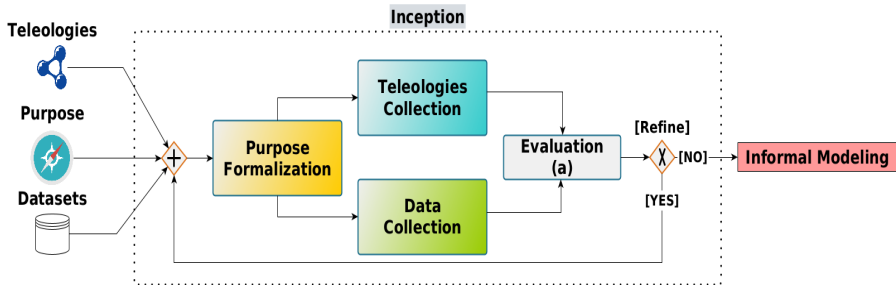 Inception
Teleologies
Purpose
Datasets
+
Purpose
Formalization
Teleologies
Collection
Data
Collection
Evaluation
(a)
[Refine]
X
[NO]
[YES]
Informal Modeling